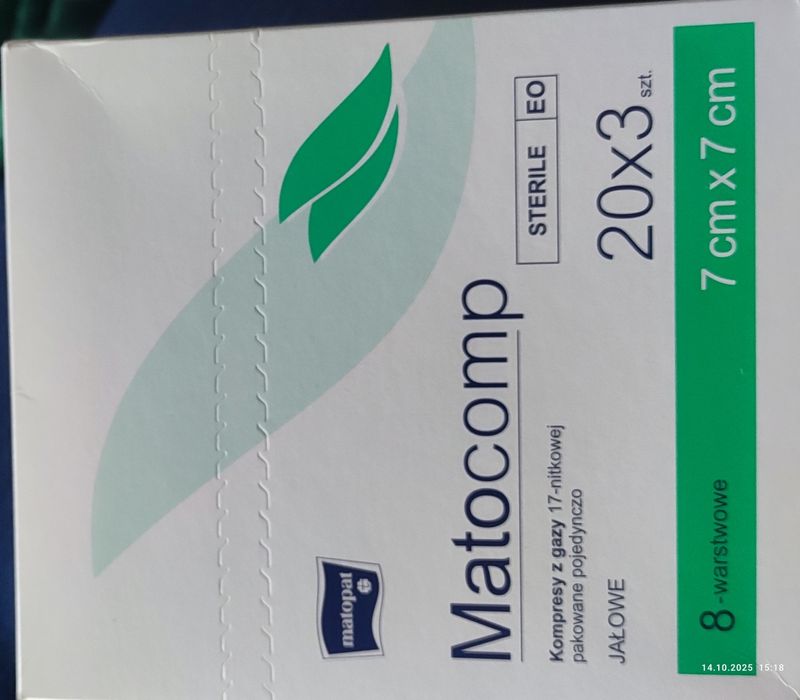 matopat
Matocomp
STERILE EO
Kompresy z gazy 17-nitkowej
pakowane pojedynczo
JAŁOWE
20x3 szt.
8-warstwowe
7 cm x 7 cm
14.10.2025 15:18